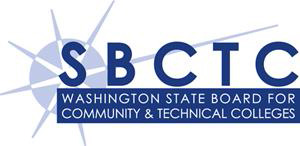 SBCTC
WASHINGTON STATE BOARD FOR
COMMUNITY & TECHNICAL COLLEGES